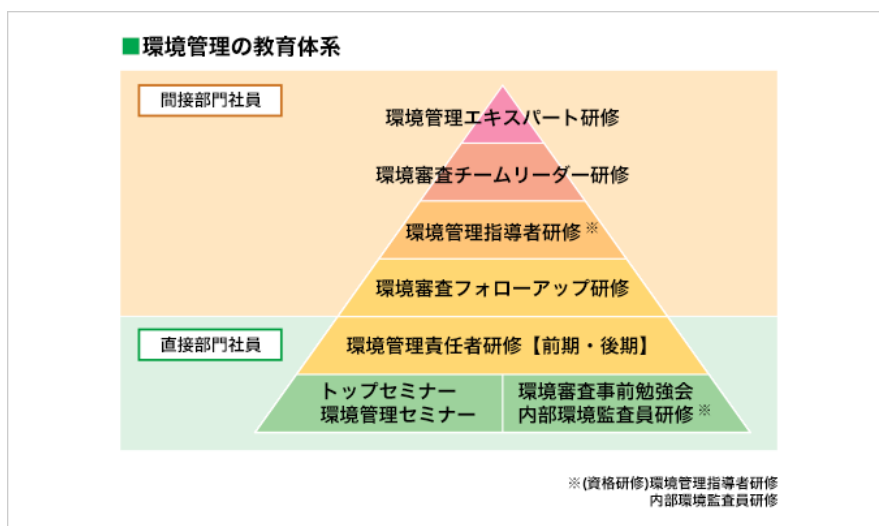 ■環境管理の教育体系
間接部門社員
環境管理エキスパート研修
環境審査チームリーダー研修
環境管理指導者研修※
環境審査フォローアップ研修
直接部門社員
環境管理責任者研修【前期・後期】
トップセミナー
環境管理セミナー
環境審査事前勉強会
内部環境監査員研修※
※(資格研修)環境管理指導者研修
内部環境監査員研修